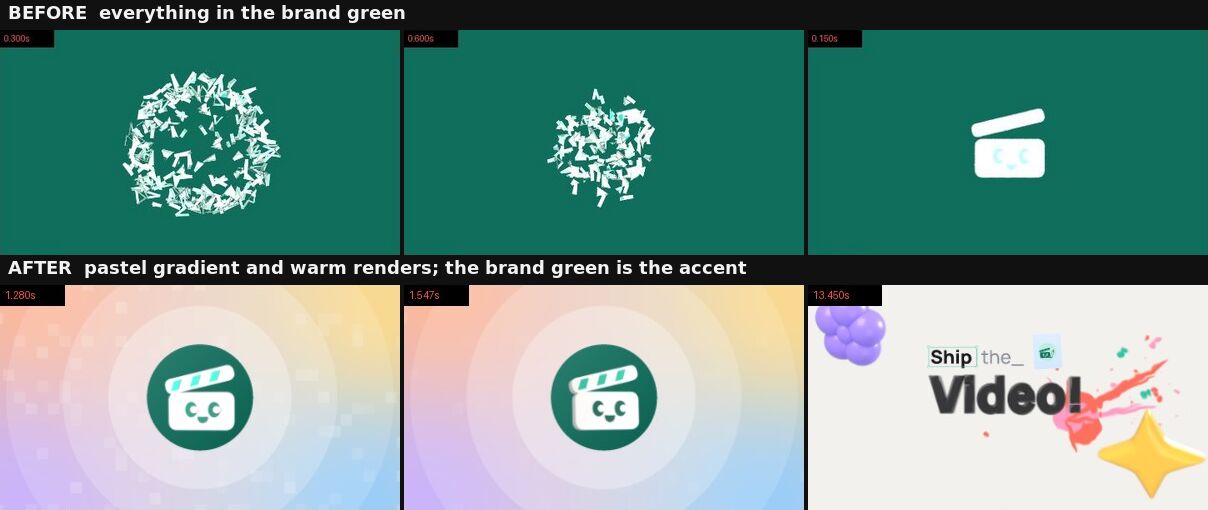 BEFORE everything in the brand green
0.300s
0.600s
0.150s
AFTER pastel gradient and warm renders; the brand green is the accent
1.280s
1.547s
13.450s
Ship the_
Video!